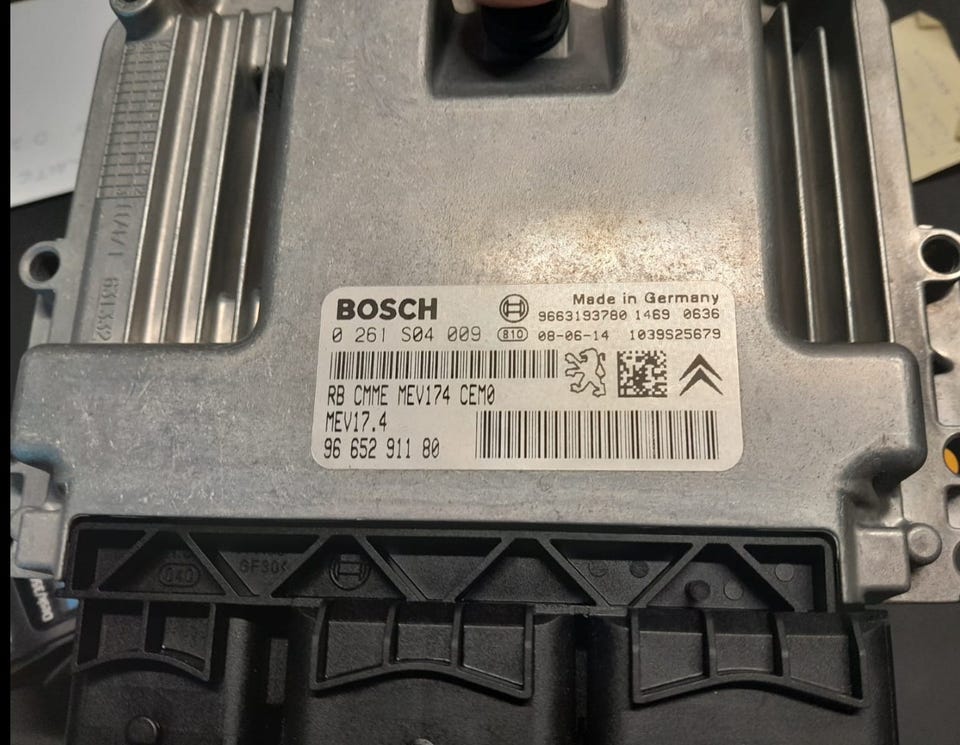 BOSCH
Made in Germany
9663193780 1469 0636
0 261 S04 009 810 08-06-14 1039S25679
RB CMME MEV174 CEM0
MEV17.4
96 652 911 80